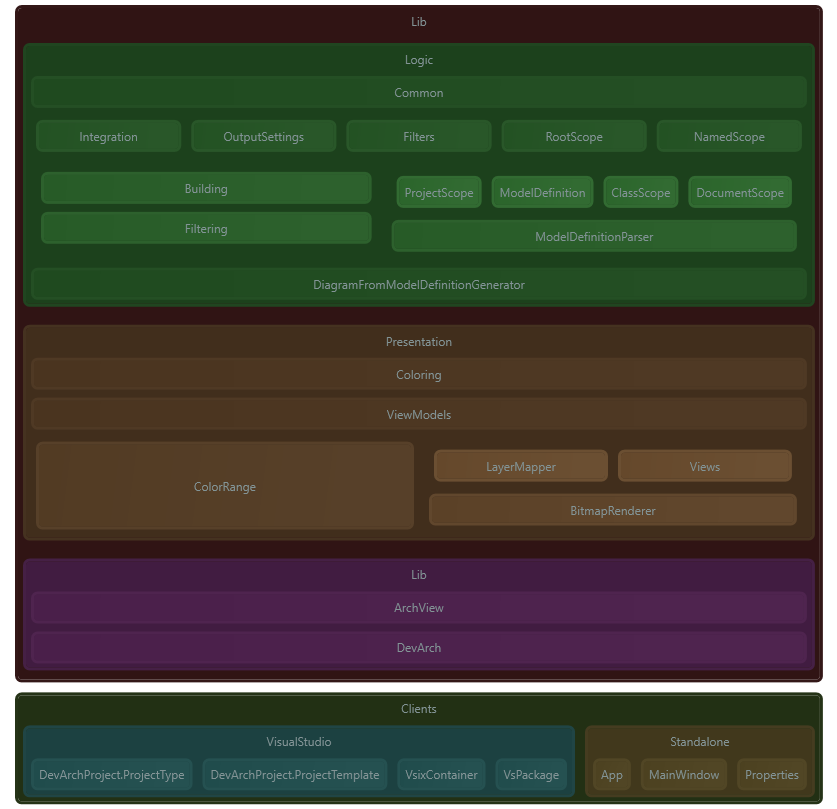 Lib
Logic
Common
Integration OutputSettings Filters RootScope NamedScope
Building
Filtering
ProjectScope ModelDefinition ClassScope DocumentScope
ModelDefinitionParser
DiagramFromModelDefinitionGenerator
Presentation
Coloring
ViewModels
ColorRange
LayerMapper Views
BitmapRenderer
Lib
ArchView
DevArch
Clients
VisualStudio
DevArchProject.ProjectType DevArchProject.ProjectTemplate VsixContainer VsPackage
Standalone
App MainWindow Properties